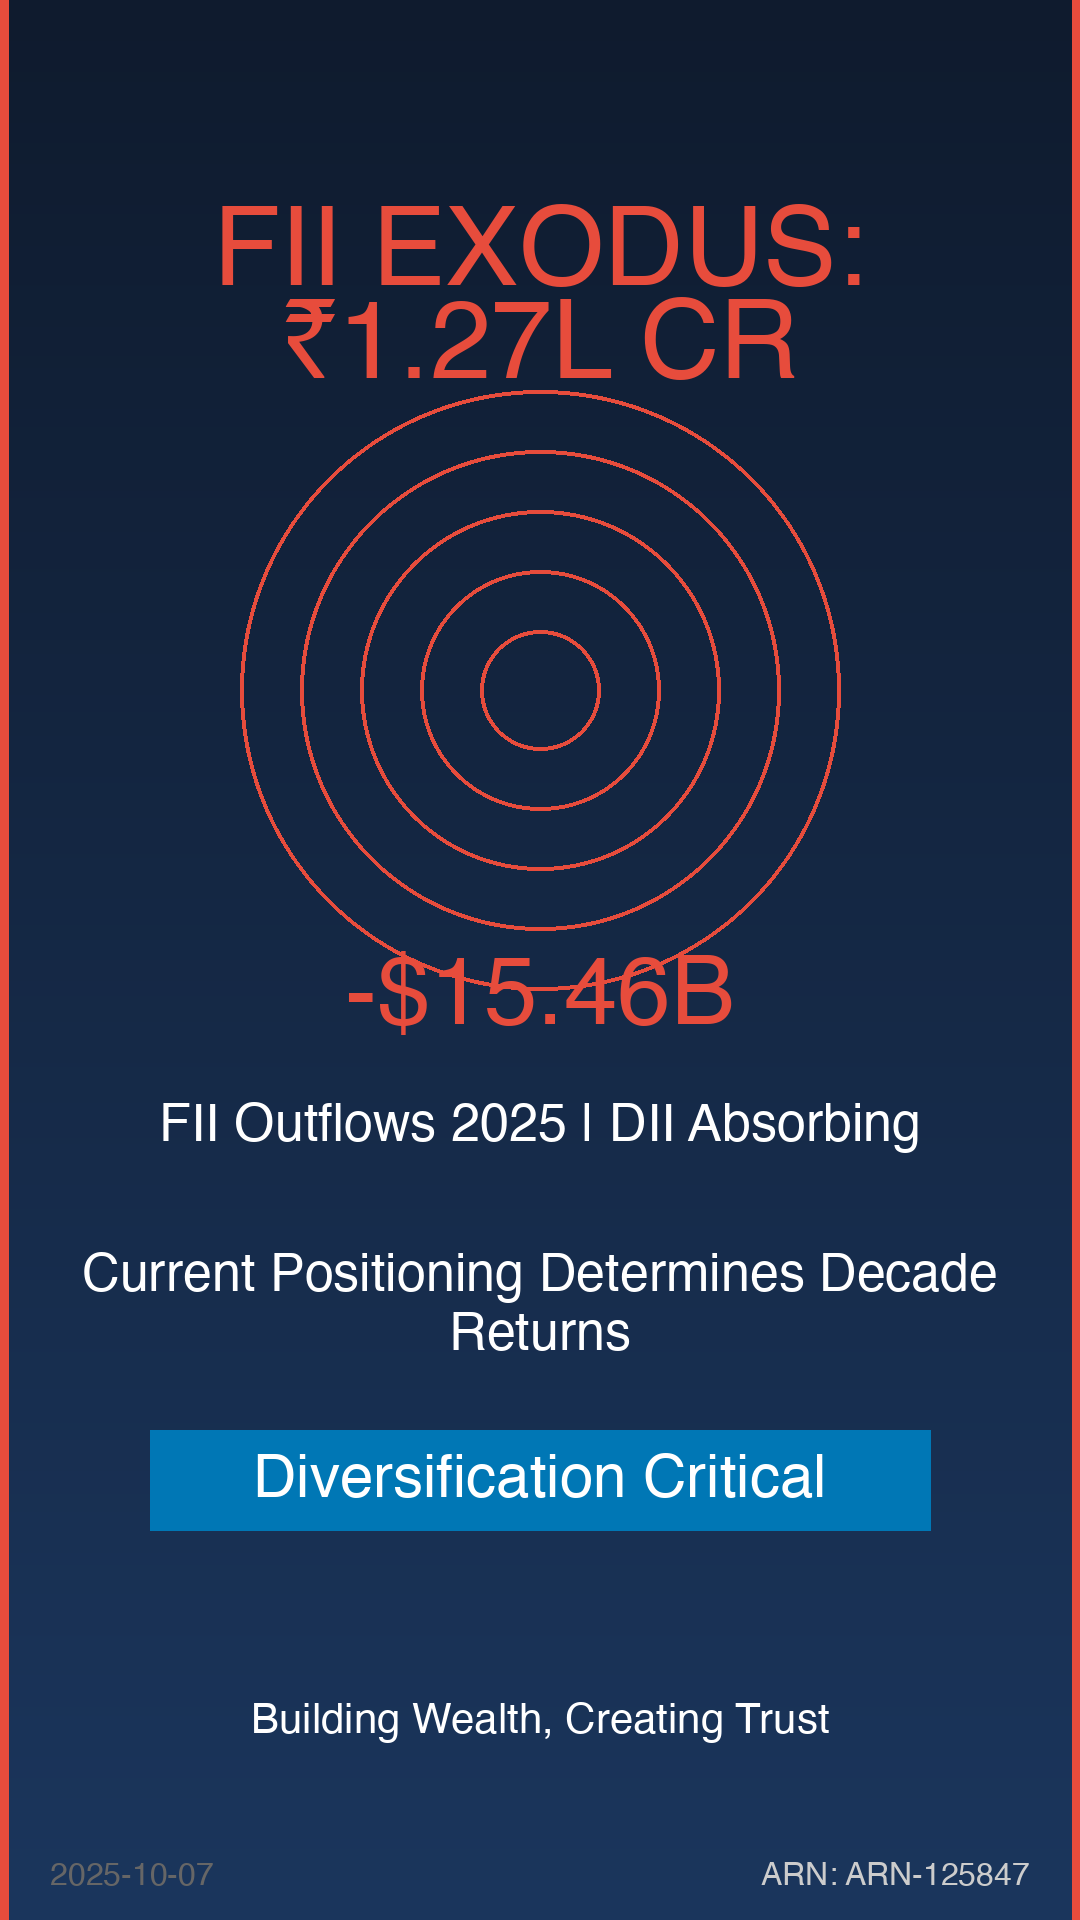 FII EXODUS:
₹1.27L CR
-$15.46B
FII Outflows 2025 | DII Absorbing
Current Positioning Determines Decade
Returns
Diversification Critical
Building Wealth, Creating Trust
2025-10-07
ARN: ARN-125847